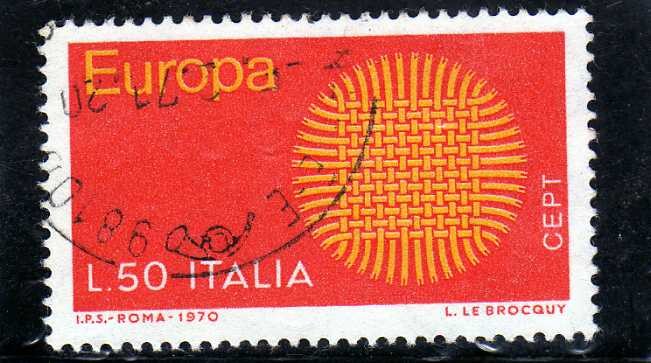 Europa
CEPT
L.50 ITALIA
I.P.S.-ROMA-1970
L. LE BROCQUY